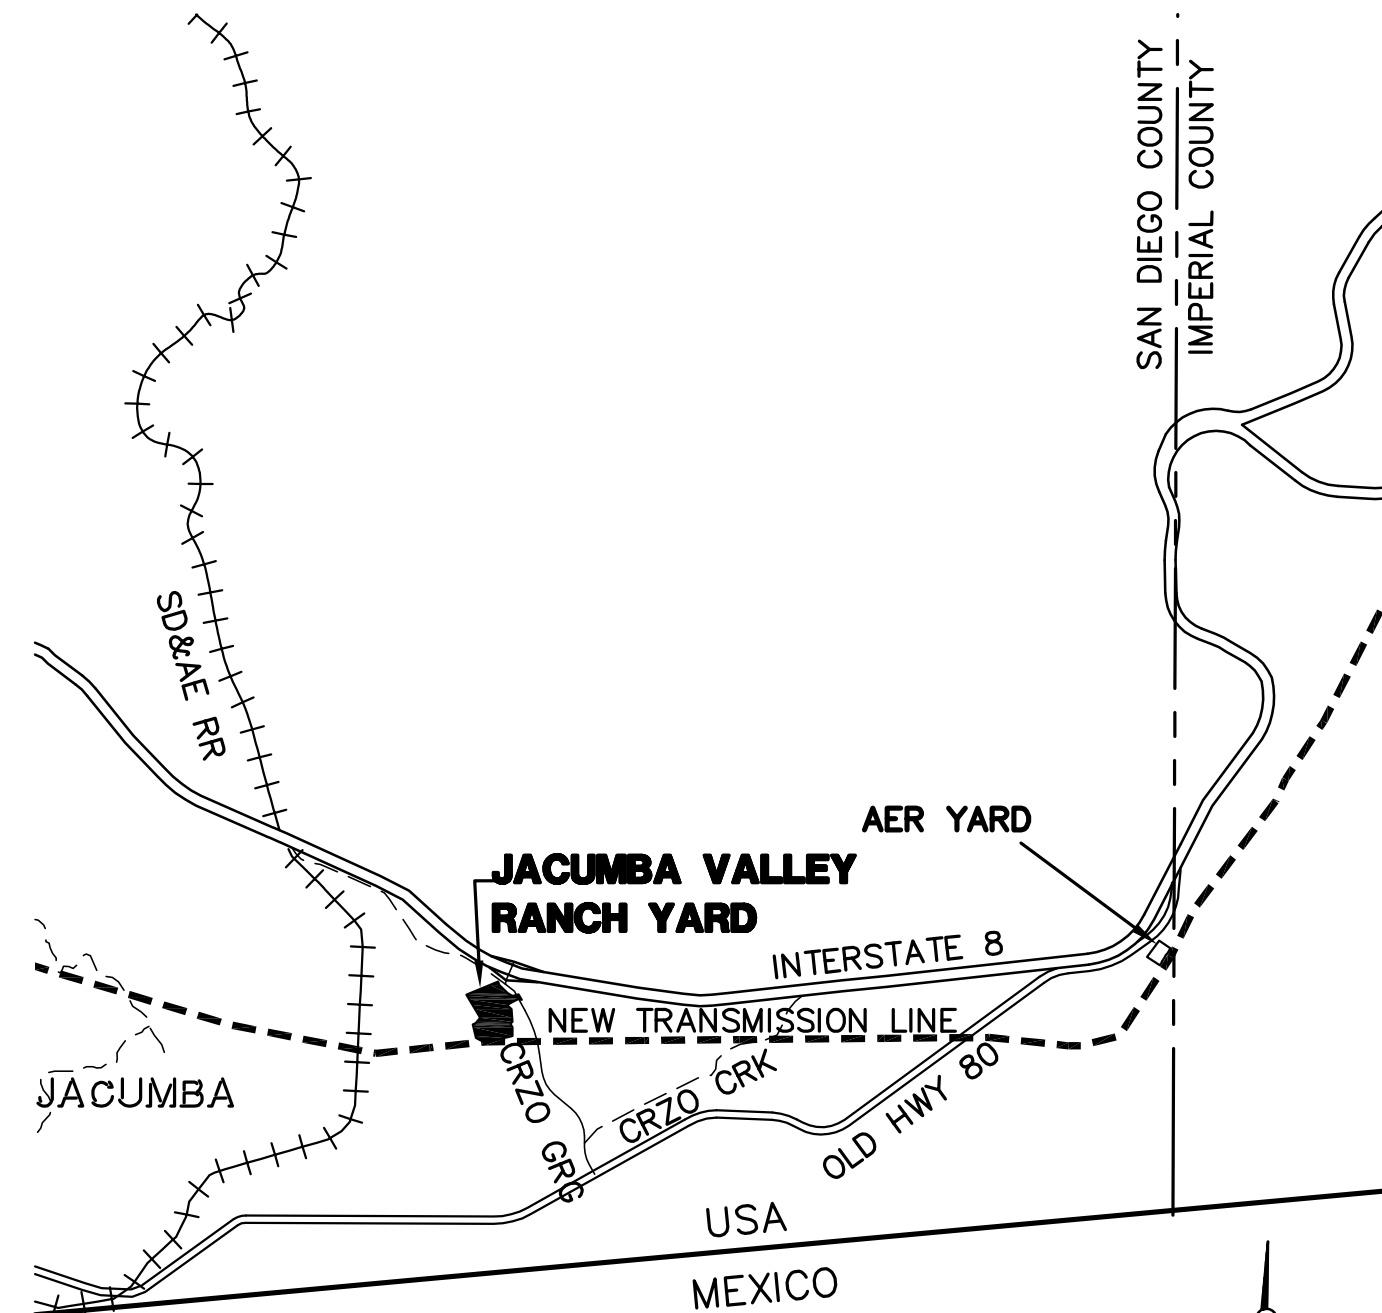 SAN DIEGO COUNTY
IMPERIAL COUNTY
SD&AE RR
AER YARD
JACUMBA VALLEY
RANCH YARD
INTERSTATE 8
NEW TRANSMISSION LINE
JACUMBA
CRZO GRG
CRZO CRK
OLD HWY 80
USA
MEXICO